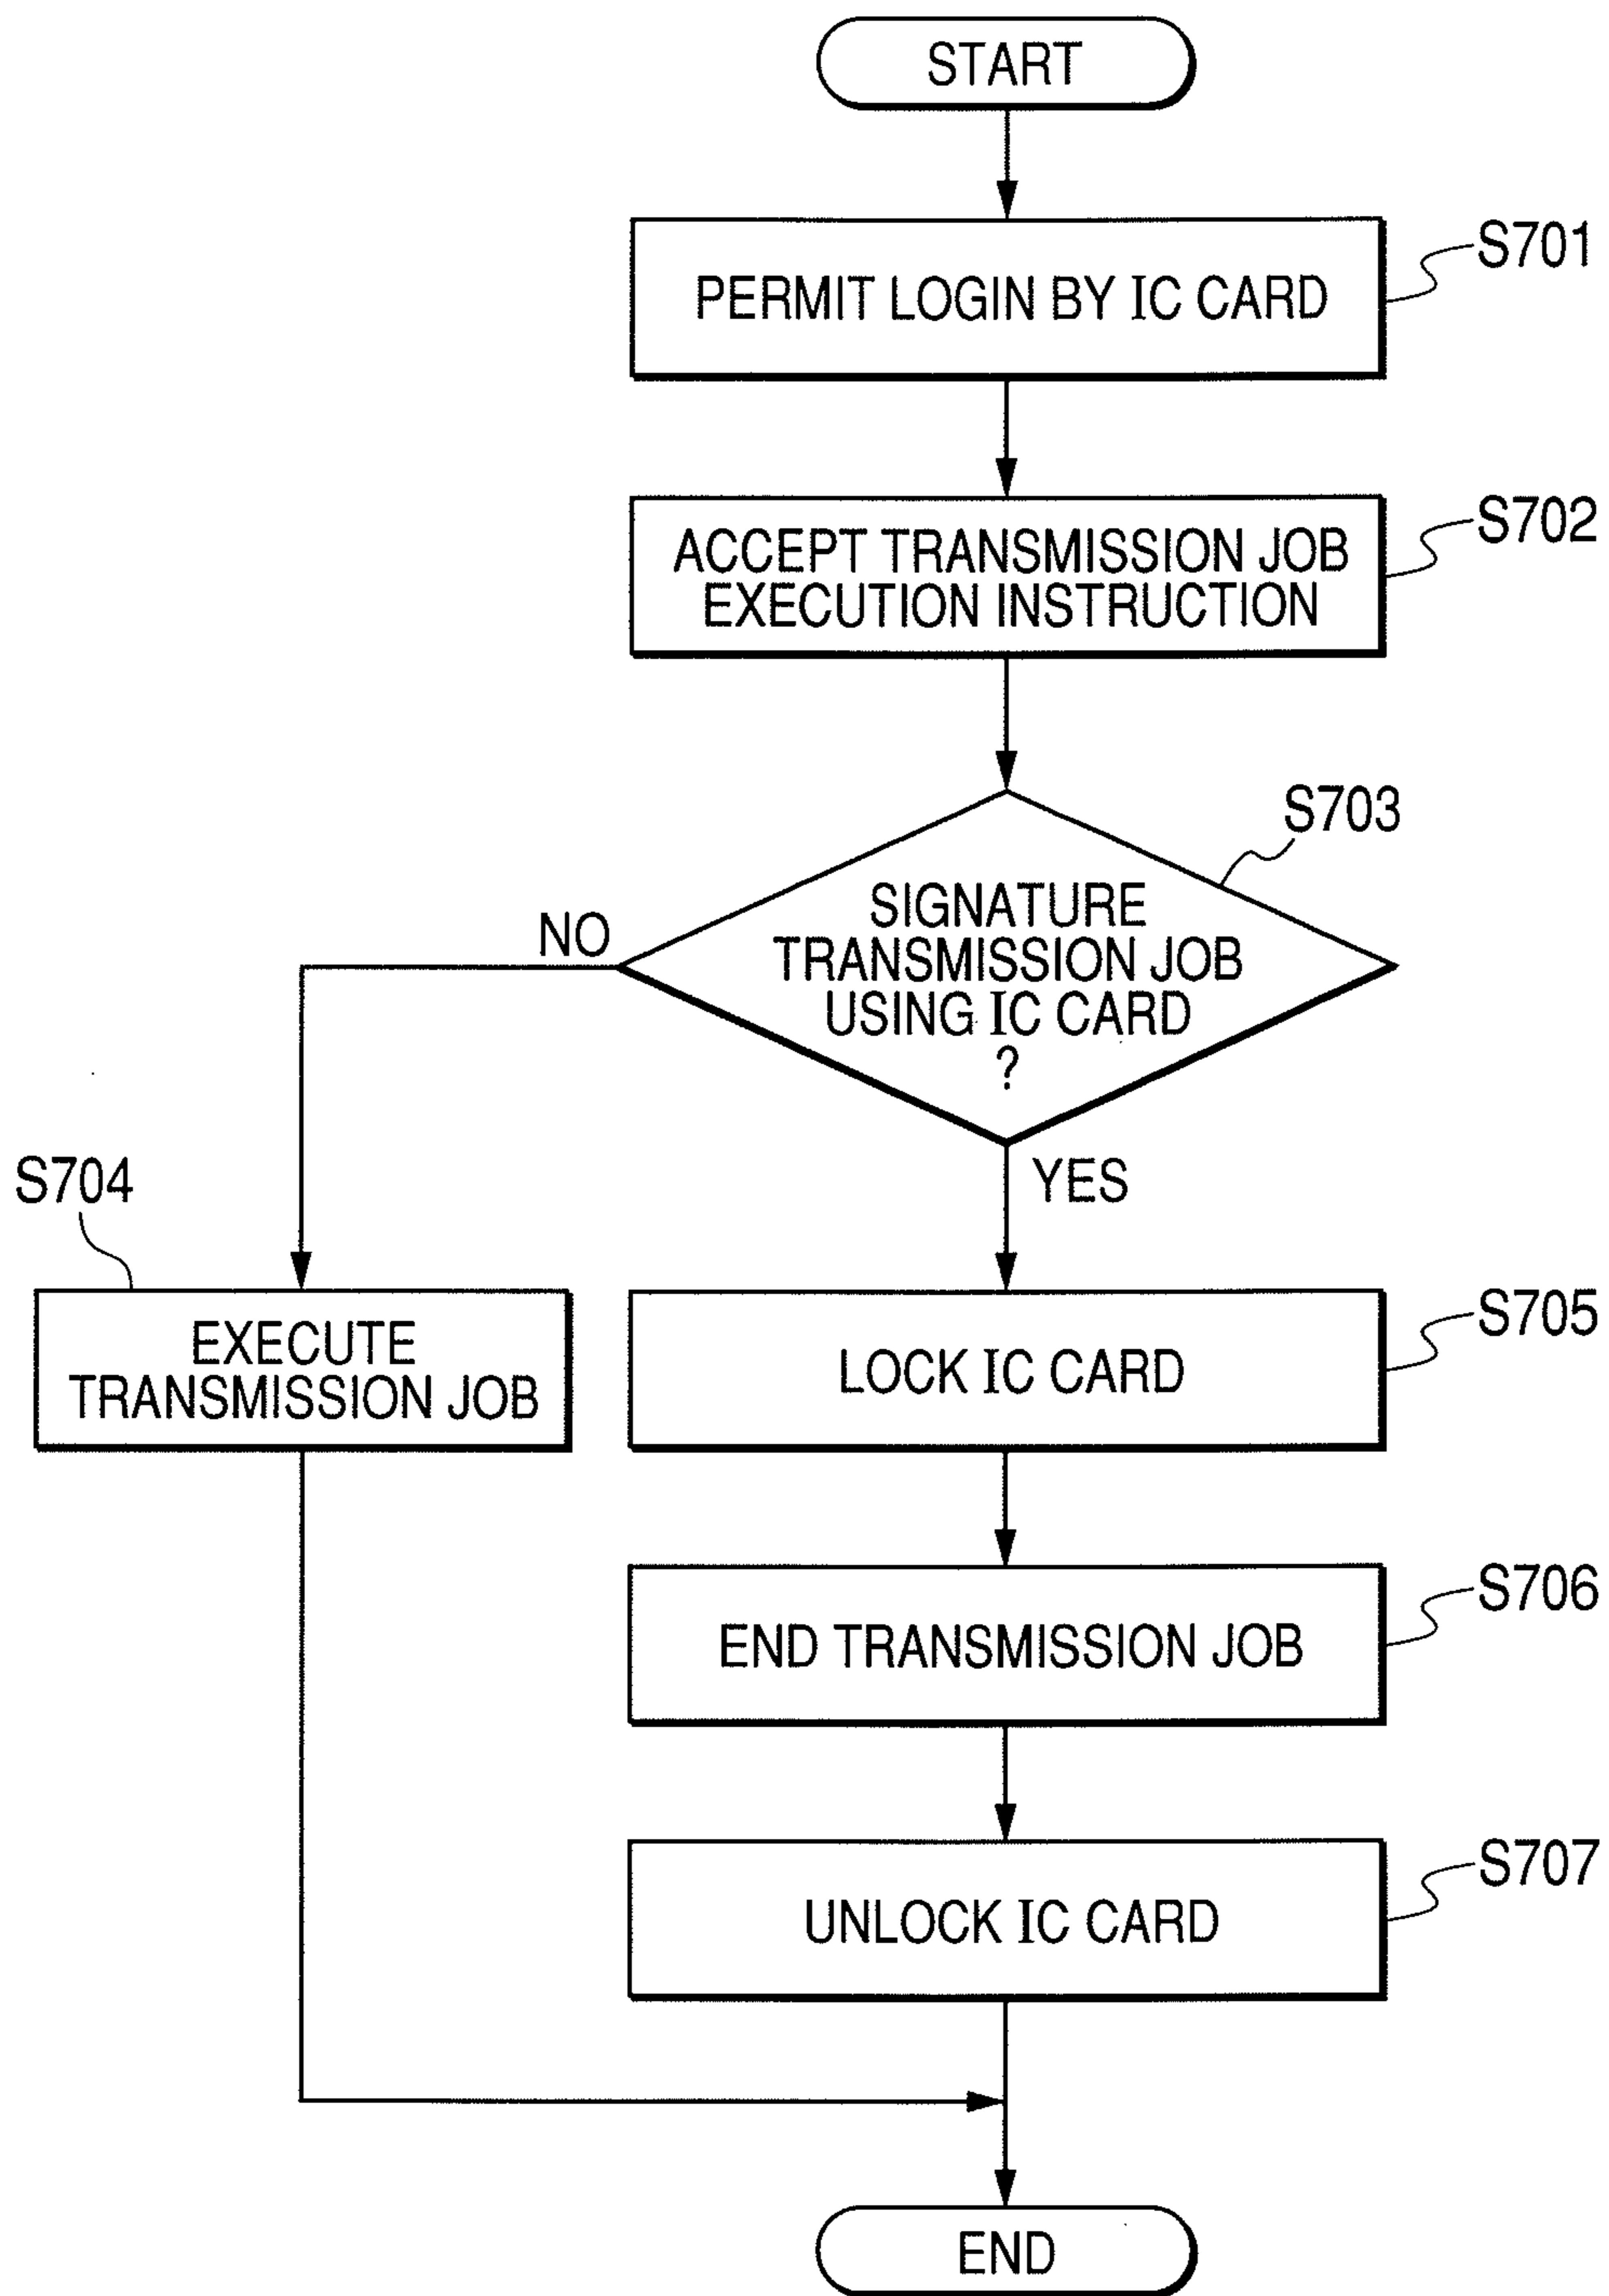 START
PERMIT LOGIN BY IC CARD
S701
ACCEPT TRANSMISSION JOB
EXECUTION INSTRUCTION
S702
S703
SIGNATURE
TRANSMISSION JOB
USING IC CARD
?
NO
YES
S704
EXECUTE
TRANSMISSION JOB
LOCK IC CARD
S705
END TRANSMISSION JOB
S706
UNLOCK IC CARD
S707
END